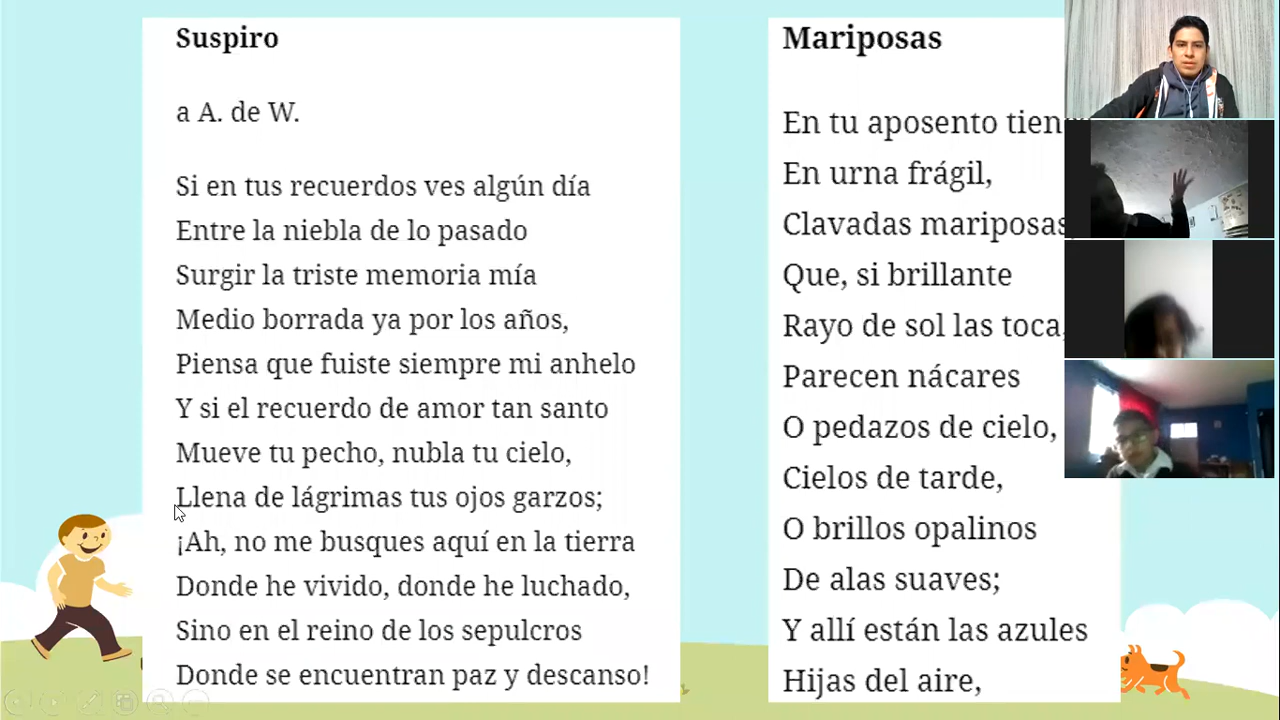 Suspiro
a A. de W.
Si en tus recuerdos ves algún día
Entre la niebla de lo pasado
Surgir la triste memoria mía
Medio borrada ya por los años,
Piensa que fuiste siempre mi anhelo
Y si el recuerdo de amor tan santo
Mueve tu pecho, nubla tu cielo,
Llena de lágrimas tus ojos garzos;
¡Ah, no me busques aquí en la tierra
Donde he vivido, donde he luchado,
Sino en el reino de los sepulcros
Donde se encuentran paz y descanso!
Mariposas
En tu aposento
En urna frágil,
Clavadas mariposas,
Que, si brillante
Rayo de sol las toca,
Parecen nácares
O pedazos de cielo,
Cielos de tarde,
O brillos opalinos
De alas suaves;
Y allí están las azules
Hijas del aire,